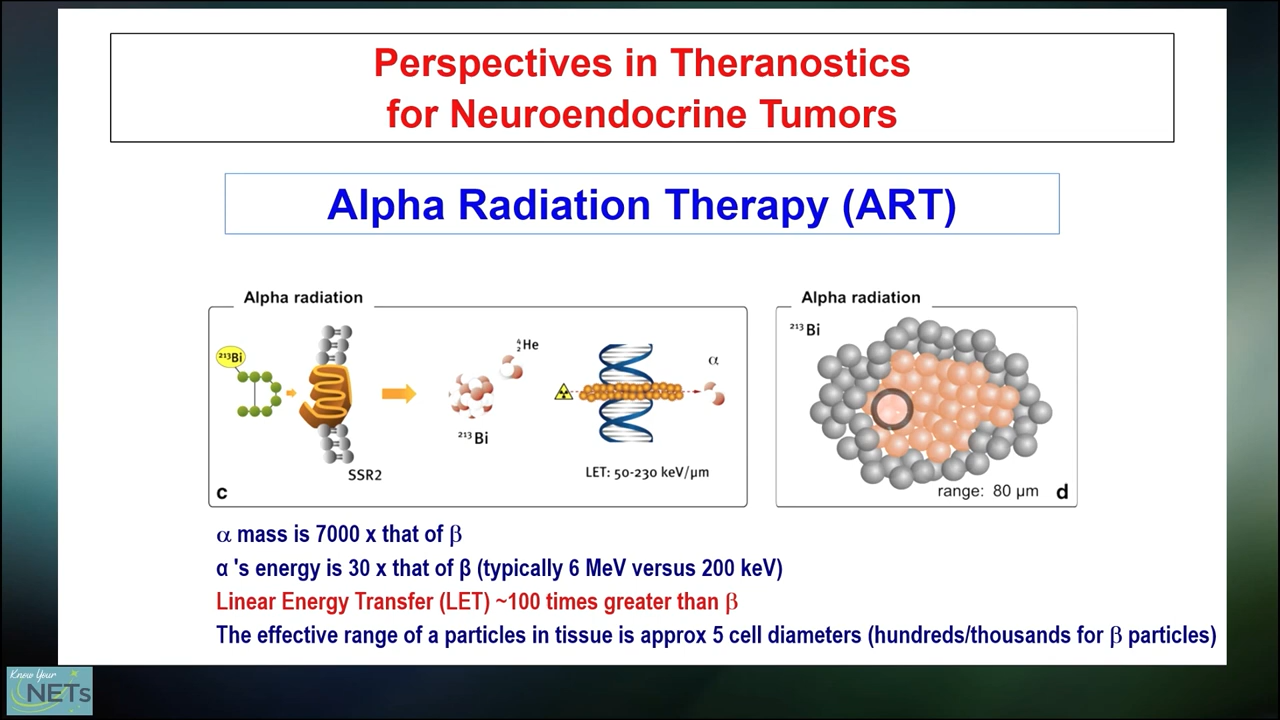 Perspectives in Theranostics
for Neuroendocrine Tumors
Alpha Radiation Therapy (ART)
Alpha radiation
²¹³Bi
SSR2
⁴₂He
²¹³Bi
α
LET: 50-230 keV/µm
c
Alpha radiation
²¹³Bi
range: 80 µm
d
α mass is 7000 x that of β
α 's energy is 30 x that of β (typically 6 MeV versus 200 keV)
Linear Energy Transfer (LET) ~100 times greater than β
The effective range of a particles in tissue is approx 5 cell diameters (hundreds/thousands for β particles)
Know Your
NETs